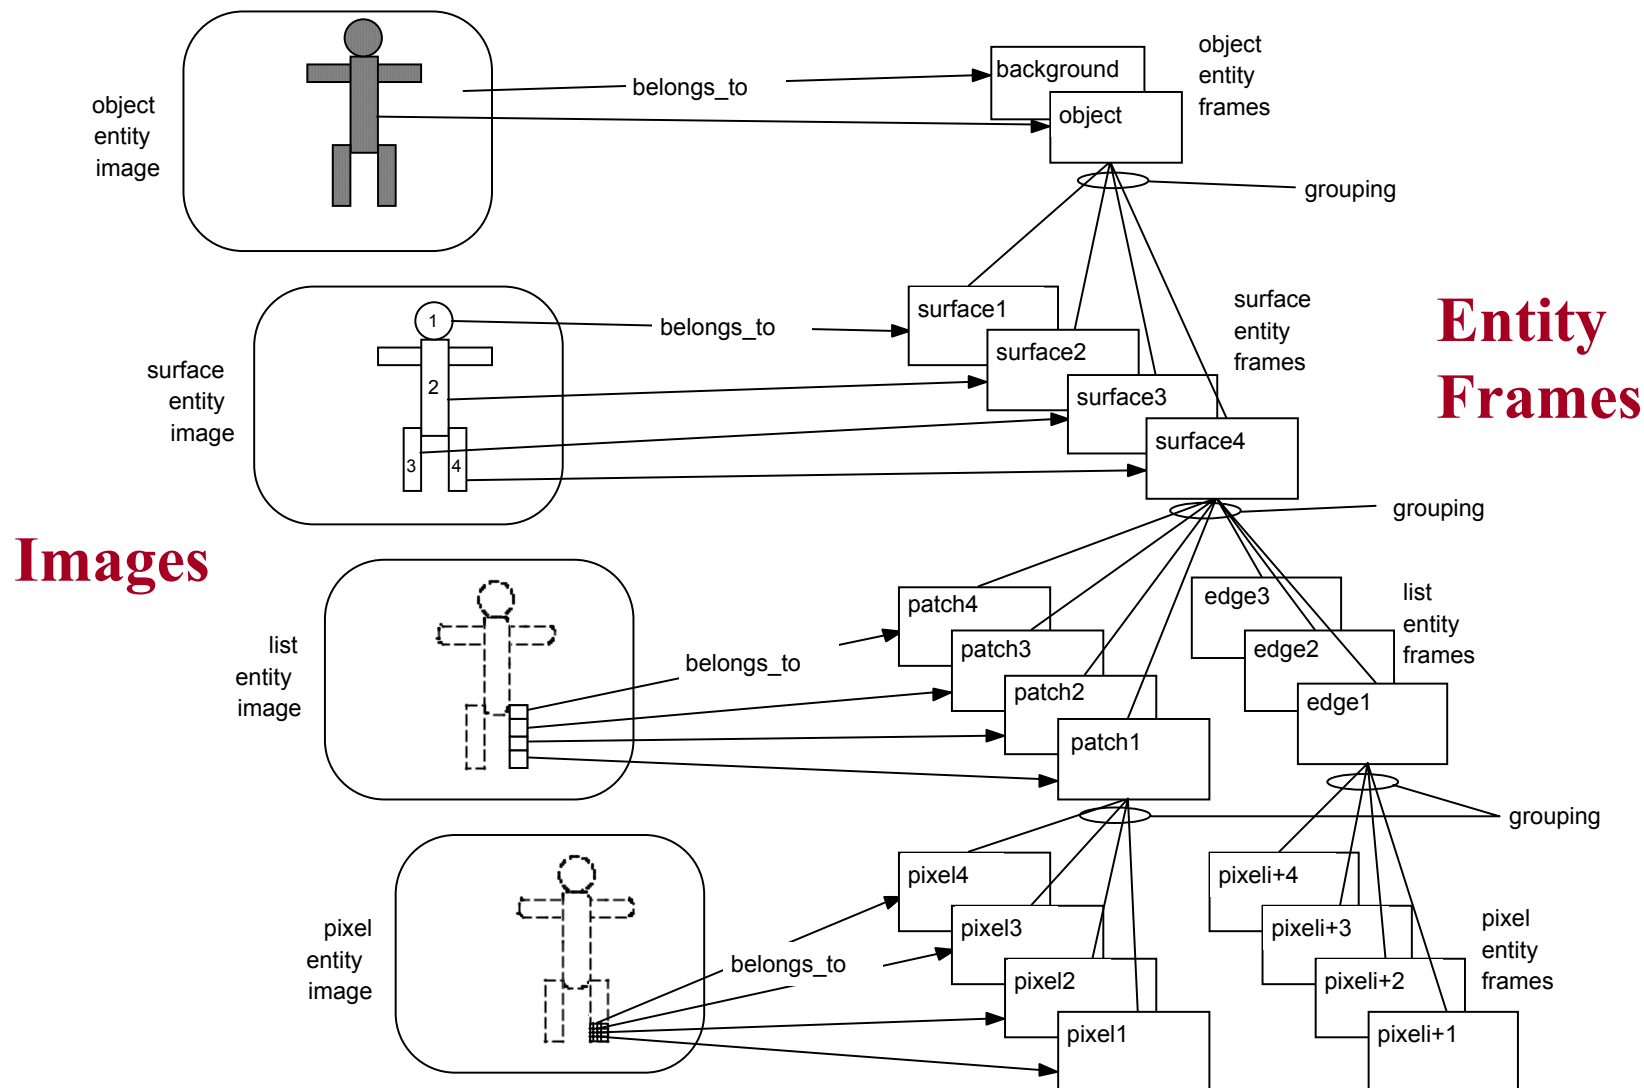 object
entity
image
belongs_to
background
object
object
entity
frames
grouping
surface
entity
image
1
2
3
4
belongs_to
surface1
surface2
surface3
surface4
surface
entity
frames
Entity
Frames
grouping
Images
list
entity
image
belongs_to
patch4
patch3
patch2
patch1
edge3
edge2
edge1
list
entity
frames
grouping
pixel
entity
image
belongs_to
pixel4
pixel3
pixel2
pixel1
pixeli+4
pixeli+3
pixeli+2
pixeli+1
pixel
entity
frames